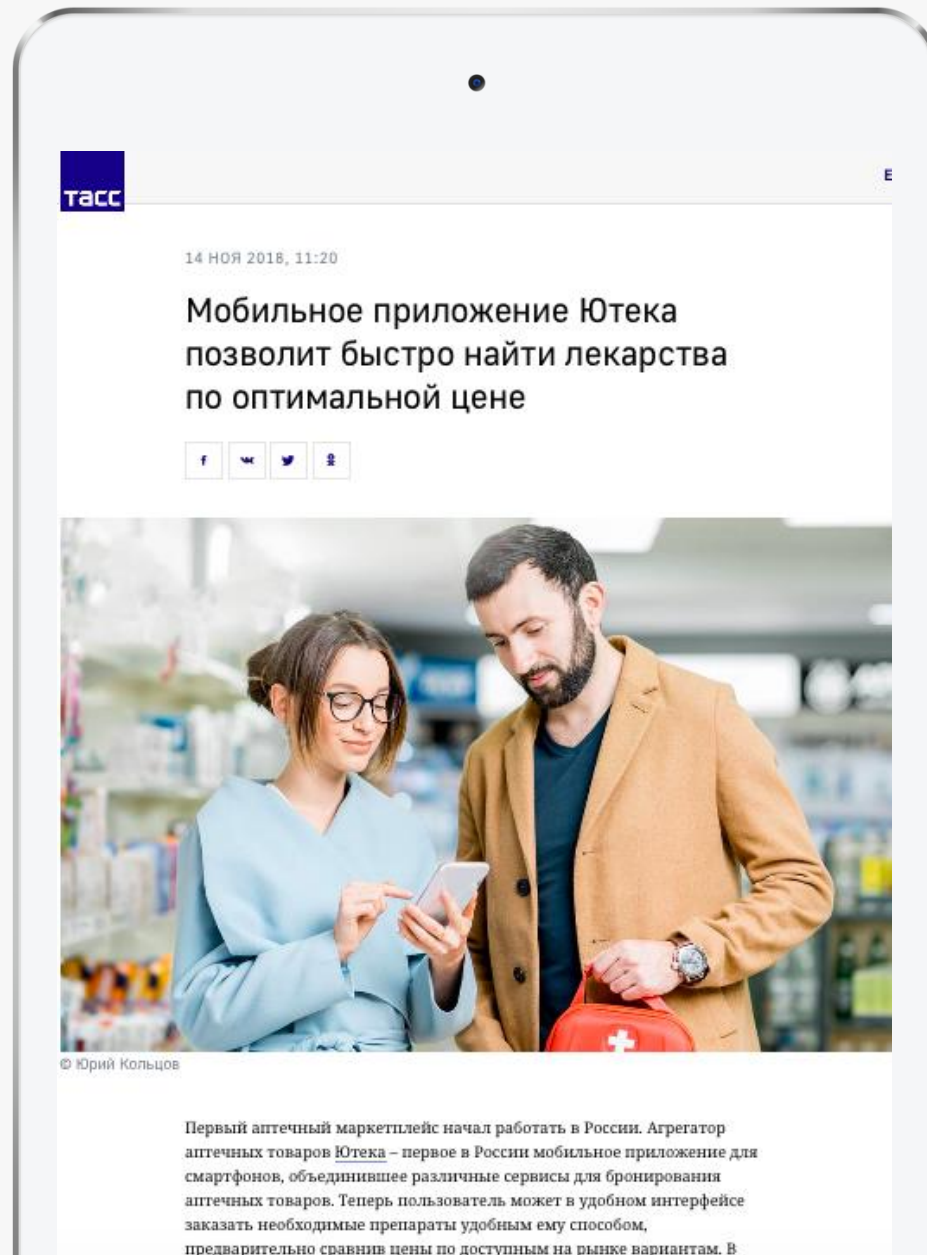 тасс
E
14 НОЯ 2018, 11:20
Мобильное приложение Ютека
позволит быстро найти лекарства
по оптимальной цене
© Юрий Кольцов
Первый аптечный маркетплейс начал работать в России. Агрегатор
аптечных товаров Ютека – первое в России мобильное приложение для
смартфонов, объединившее различные сервисы для бронирования
аптечных товаров. Теперь пользователь может в удобном интерфейсе
заказать необходимые препараты удобным ему способом,
предварительно сравнив цены по доступным на рынке вариантам. В